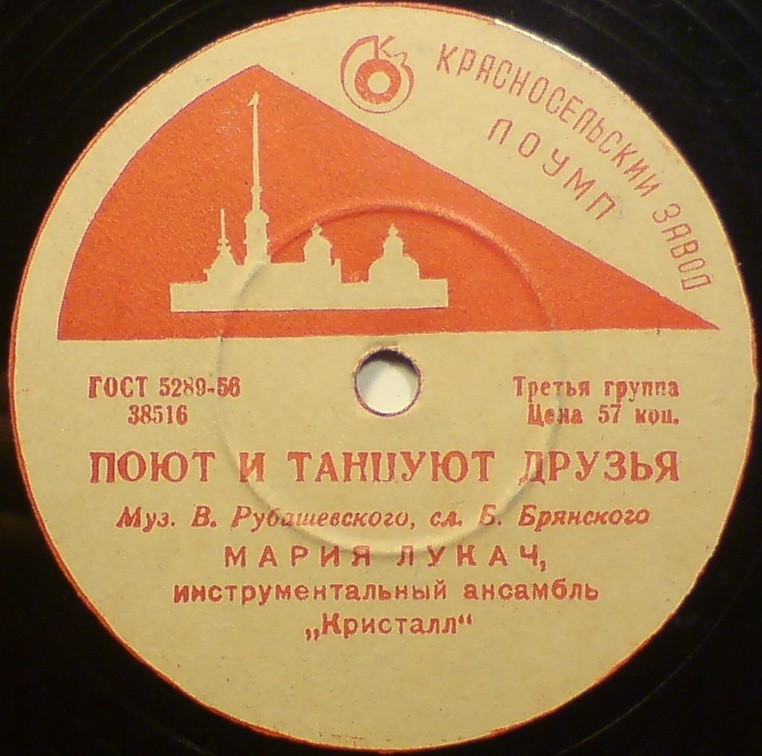 КЗ
КРАСНОСЕЛЬСКИЙ ЗАВОД
ПОУМП
ГОСТ 5289-56
38516
Третья группа
Цена 57 коп.
ПОЮТ И ТАНЦУЮТ ДРУЗЬЯ
Муз. В. Рубашевского, сл. Б. Брянского
МАРИЯ ЛУКАЧ,
инструментальный ансамбль
„Кристалл“